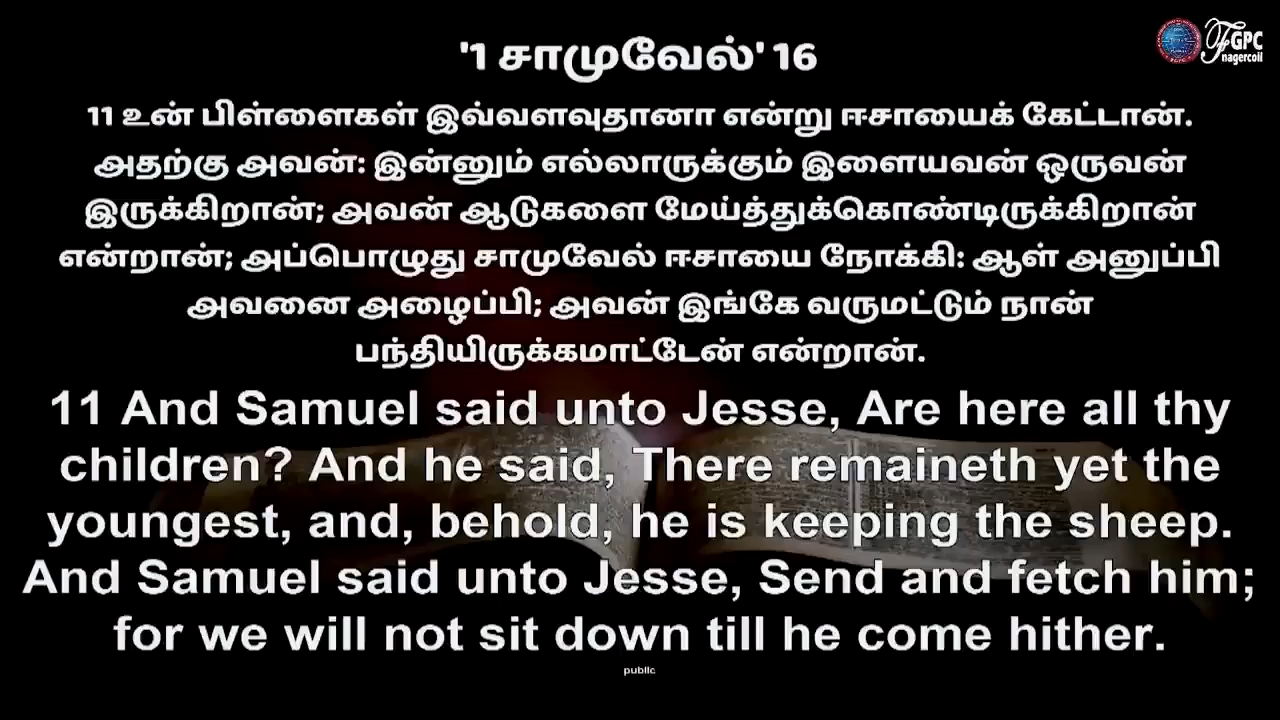 '1 சாமுவேல்' 16
FGPC
nagercoil
11 உன் பிள்ளைகள் இவ்வளவுதானா என்று ஈசாயைக் கேட்டான்.
அதற்கு அவன்: இன்னும் எல்லாருக்கும் இளையவன் ஒருவன்
இருக்கிறான்; அவன் ஆடுகளை மேய்த்துக்கொண்டிருக்கிறான்
என்றான்; அப்பொழுது சாமுவேல் ஈசாயை நோக்கி: ஆள் அனுப்பி
அவனை அழைப்பி; அவன் இங்கே வருமட்டும் நான்
பந்தியிருக்கமாட்டேன் என்றான்.
11 And Samuel said unto Jesse, Are here all thy
children? And he said, There remaineth yet the
youngest, and, behold, he is keeping the sheep.
And Samuel said unto Jesse, Send and fetch him;
for we will not sit down till he come hither.
public